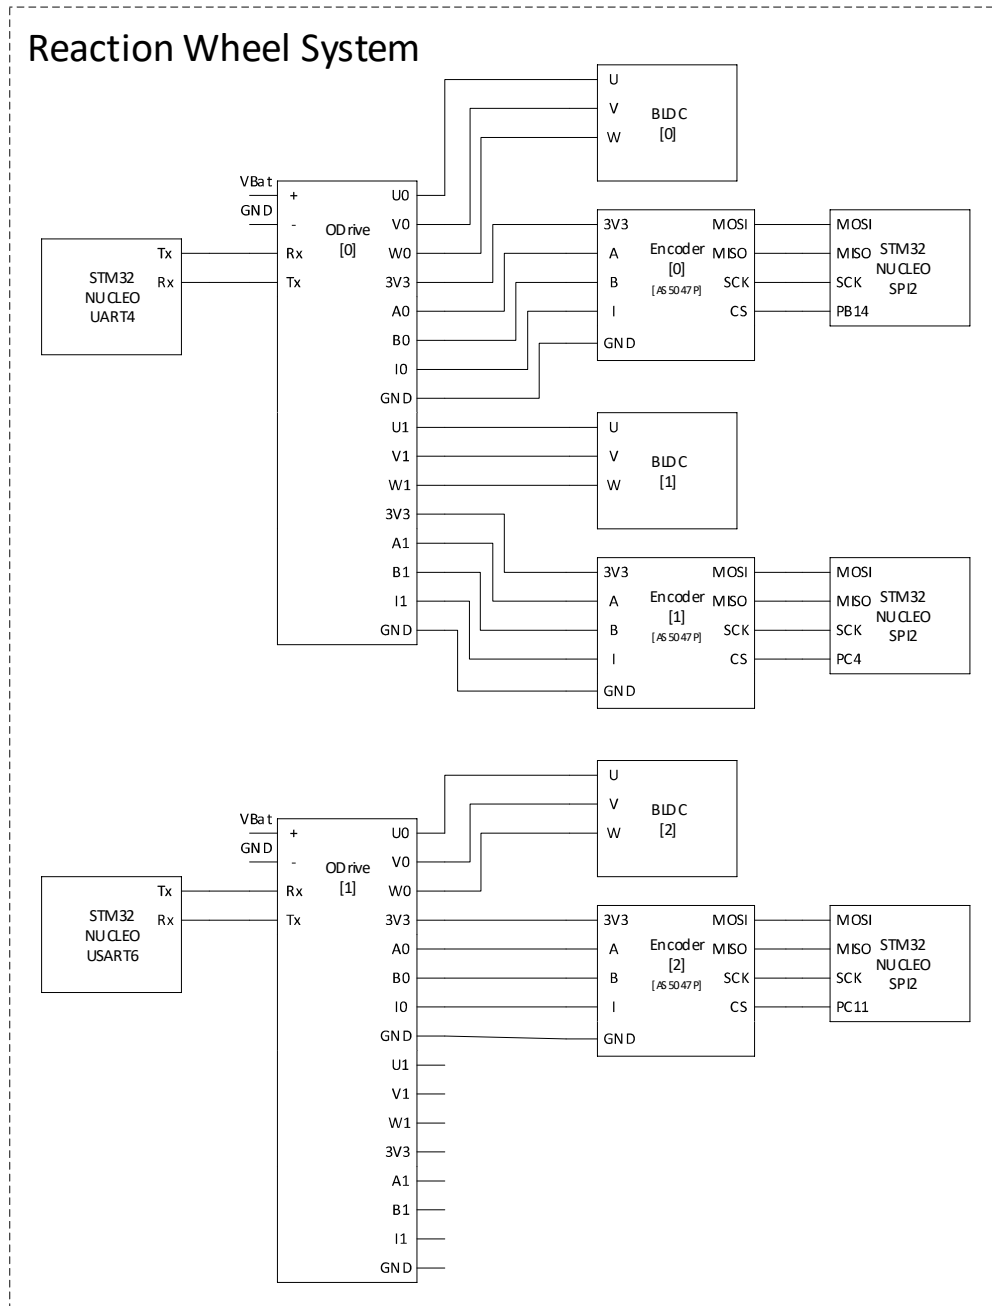 Reaction Wheel System
U
V
W
BLDC
[0]
VBat
GND
+
-
Rx
Tx
ODrive
[0]
U0
V0
W0
3V3
A0
B0
I0
GND
U1
V1
W1
3V3
A1
B1
I1
GND
Tx
Rx
STM32
NUCLEO
UART4
3V3
A
B
I
GND
Encoder
[0]
[AS5047P]
MOSI
MISO
SCK
CS
MOSI
MISO
SCK
PB14
STM32
NUCLEO
SPI2
U
V
W
BLDC
[1]
3V3
A
B
I
GND
Encoder
[1]
[AS5047P]
MOSI
MISO
SCK
CS
MOSI
MISO
SCK
PC4
STM32
NUCLEO
SPI2
U
V
W
BLDC
[2]
VBat
GND
+
-
Rx
Tx
ODrive
[1]
U0
V0
W0
3V3
A0
B0
I0
GND
U1
V1
W1
3V3
A1
B1
I1
GND
Tx
Rx
STM32
NUCLEO
USART6
3V3
A
B
I
GND
Encoder
[2]
[AS5047P]
MOSI
MISO
SCK
CS
MOSI
MISO
SCK
PC11
STM32
NUCLEO
SPI2